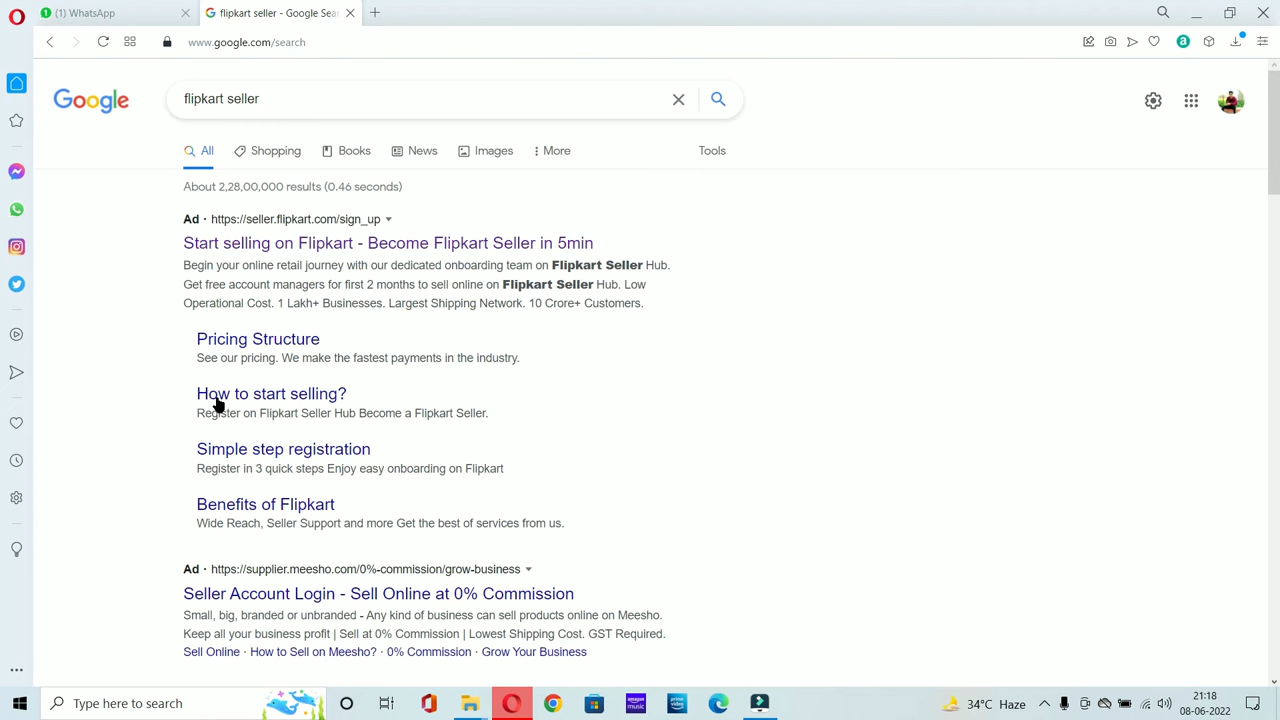 (1) WhatsApp
flipkart seller - Google Sea
www.google.com/search
Google
flipkart seller
All
Shopping
Books
News
Images
More
Tools
About 2,28,00,000 results (0.46 seconds)
Ad · https://seller.flipkart.com/sign_up
Start selling on Flipkart - Become Flipkart Seller in 5min
Begin your online retail journey with our dedicated onboarding team on Flipkart Seller Hub.
Get free account managers for first 2 months to sell online on Flipkart Seller Hub. Low
Operational Cost. 1 Lakh+ Businesses. Largest Shipping Network. 10 Crore+ Customers.
Pricing Structure
See our pricing. We make the fastest payments in the industry.
How to start selling?
Register on Flipkart Seller Hub Become a Flipkart Seller.
Simple step registration
Register in 3 quick steps Enjoy easy onboarding on Flipkart
Benefits of Flipkart
Wide Reach, Seller Support and more Get the best of services from us.
Ad · https://supplier.meesho.com/0%-commission/grow-business
Seller Account Login - Sell Online at 0% Commission
Small, big, branded or unbranded - Any kind of business can sell products online on Meesho.
Keep all your business profit | Sell at 0% Commission | Lowest Shipping Cost. GST Required.
Sell Online · How to Sell on Meesho? · 0% Commission · Grow Your Business
Type here to search
amazon music
prime video
34°C Haze
21:18
08-06-2022